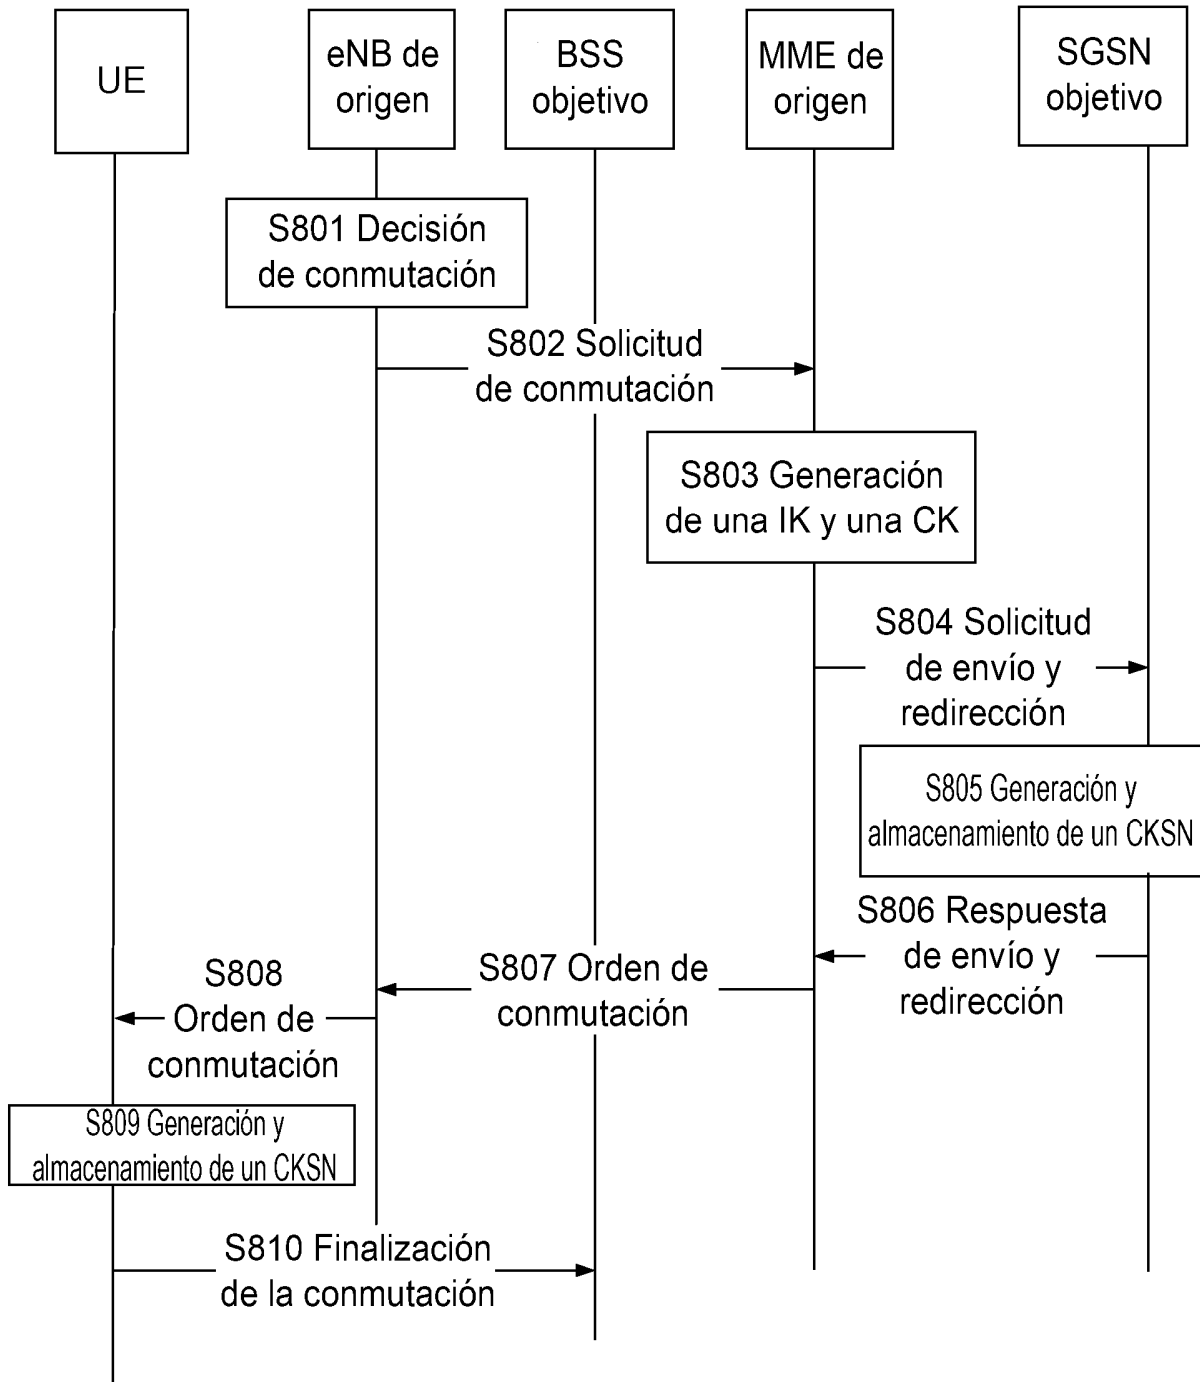 UE
eNB de
origen
BSS
objetivo
MME de
origen
SGSN
objetivo
S801 Decisión
de conmutación
S802 Solicitud
de conmutación
S803 Generación
de una IK y una CK
S804 Solicitud
de envío y
redirección
S805 Generación y
almacenamiento de un CKSN
S806 Respuesta
de envío y
redirección
S807 Orden de
conmutación
S808
Orden de
conmutación
S809 Generación y
almacenamiento de un CKSN
S810 Finalización
de la conmutación